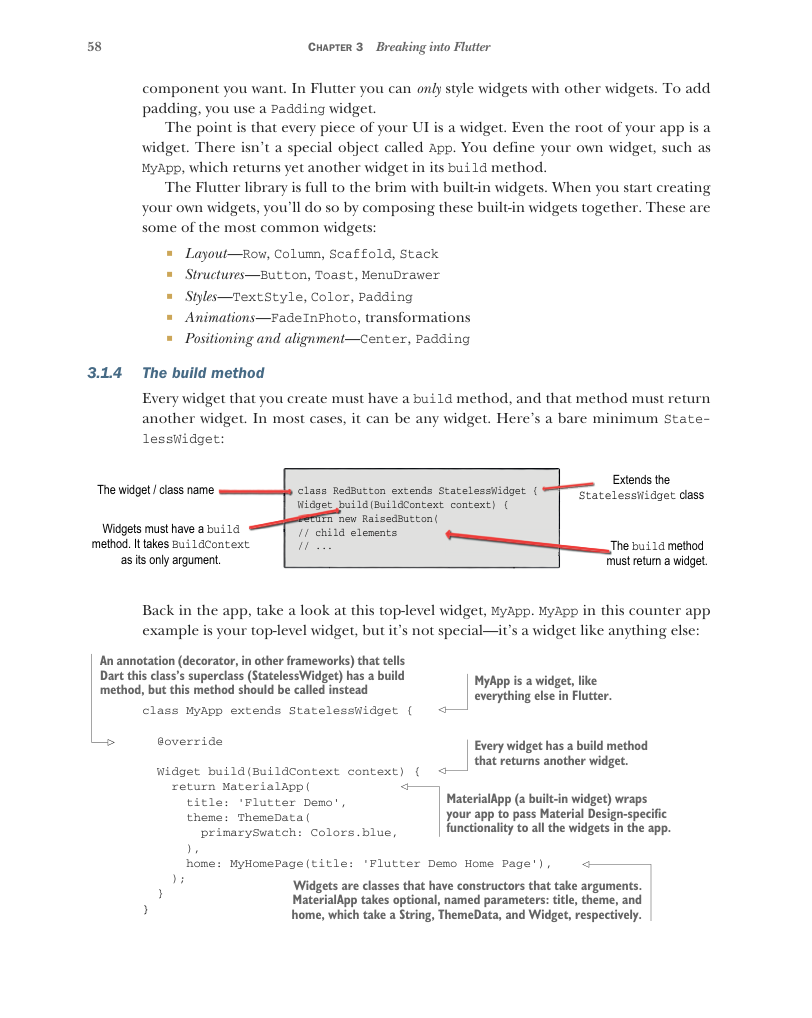 58
CHAPTER 3 Breaking into Flutter
component you want. In Flutter you can only style widgets with other widgets. To add
padding, you use a Padding widget.
The point is that every piece of your UI is a widget. Even the root of your app is a
widget. There isn't a special object called App. You define your own widget, such as
MyApp, which returns yet another widget in its build method.
The Flutter library is full to the brim with built-in widgets. When you start creating
your own widgets, you'll do so by composing these built-in widgets together. These are
some of the most common widgets:
■ Layout—Row, Column, Scaffold, Stack
■ Structures—Button, Toast, MenuDrawer
■ Styles—TextStyle, Color, Padding
■ Animations—FadeInPhoto, transformations
■ Positioning and alignment—Center, Padding
3.1.4 The build method
Every widget that you create must have a build method, and that method must return
another widget. In most cases, it can be any widget. Here's a bare minimum State-
lessWidget:
The widget / class name
Widgets must have a build
method. It takes BuildContext
as its only argument.
class RedButton extends StatelessWidget {
Widget build(BuildContext context) {
return new RaisedButton(
// child elements
// ...
Extends the
StatelessWidget class
The build method
must return a widget.
Back in the app, take a look at this top-level widget, MyApp. MyApp in this counter app
example is your top-level widget, but it's not special—it's a widget like anything else:
An annotation (decorator, in other frameworks) that tells
Dart this class's superclass (StatelessWidget) has a build
method, but this method should be called instead
class MyApp extends StatelessWidget {
MyApp is a widget, like
everything else in Flutter.
@override
Every widget has a build method
that returns another widget.
Widget build(BuildContext context) {
return MaterialApp(
title: 'Flutter Demo',
theme: ThemeData(
primarySwatch: Colors.blue,
),
MaterialApp (a built-in widget) wraps
your app to pass Material Design-specific
functionality to all the widgets in the app.
home: MyHomePage(title: 'Flutter Demo Home Page'),
);
}
}
Widgets are classes that have constructors that take arguments.
MaterialApp takes optional, named parameters: title, theme, and
home, which take a String, ThemeData, and Widget, respectively.